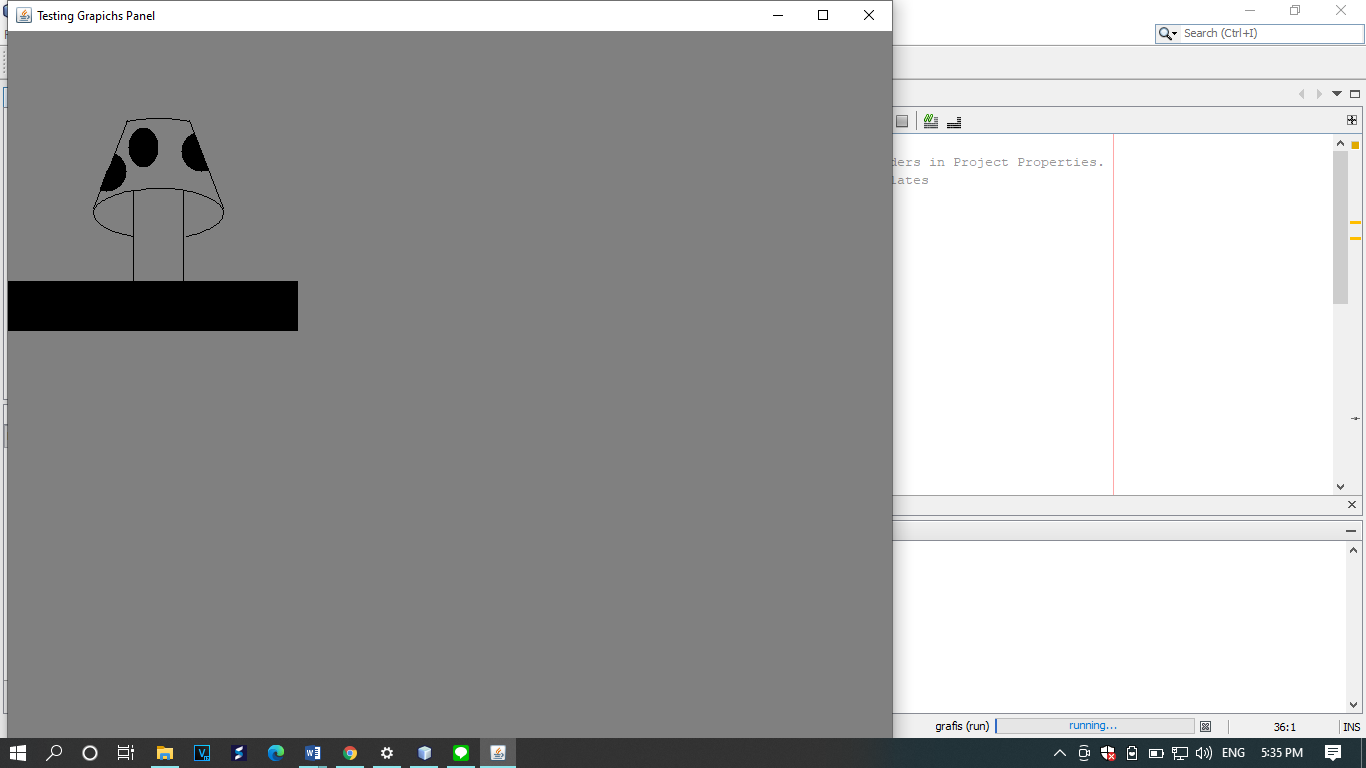 Testing Grapichs Panel
Search (Ctrl+I)
ders in Project Properties.
lates
grafis (run)
running...
36:1
INS
ENG
5:35 PM